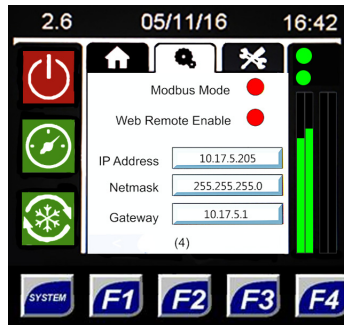 2.6 05/11/16 16:42
Modbus Mode
Web Remote Enable
IP Address 10.17.5.205
Netmask 255.255.255.0
Gateway 10.17.5.1
(4)
SYSTEM F1 F2 F3 F4